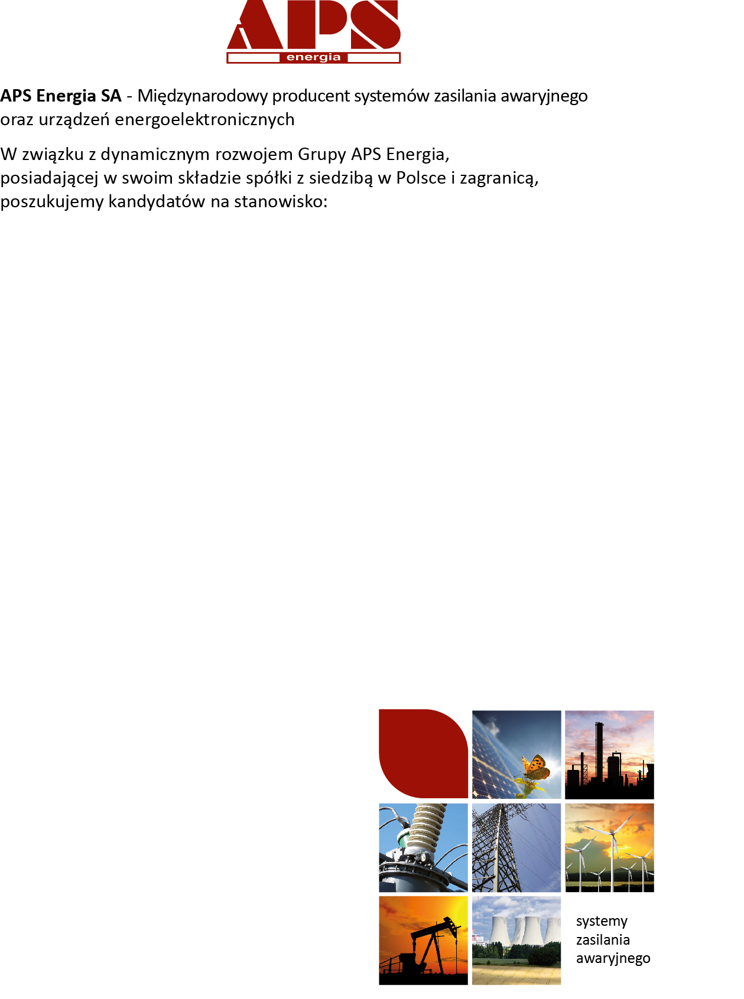 APS
energia
APS Energia SA - Międzynarodowy producent systemów zasilania awaryjnego
oraz urządzeń energoelektronicznych
W związku z dynamicznym rozwojem Grupy APS Energia,
posiadającej w swoim składzie spółki z siedzibą w Polsce i zagranicą,
poszukujemy kandydatów na stanowisko:
systemy
zasilania
awaryjnego